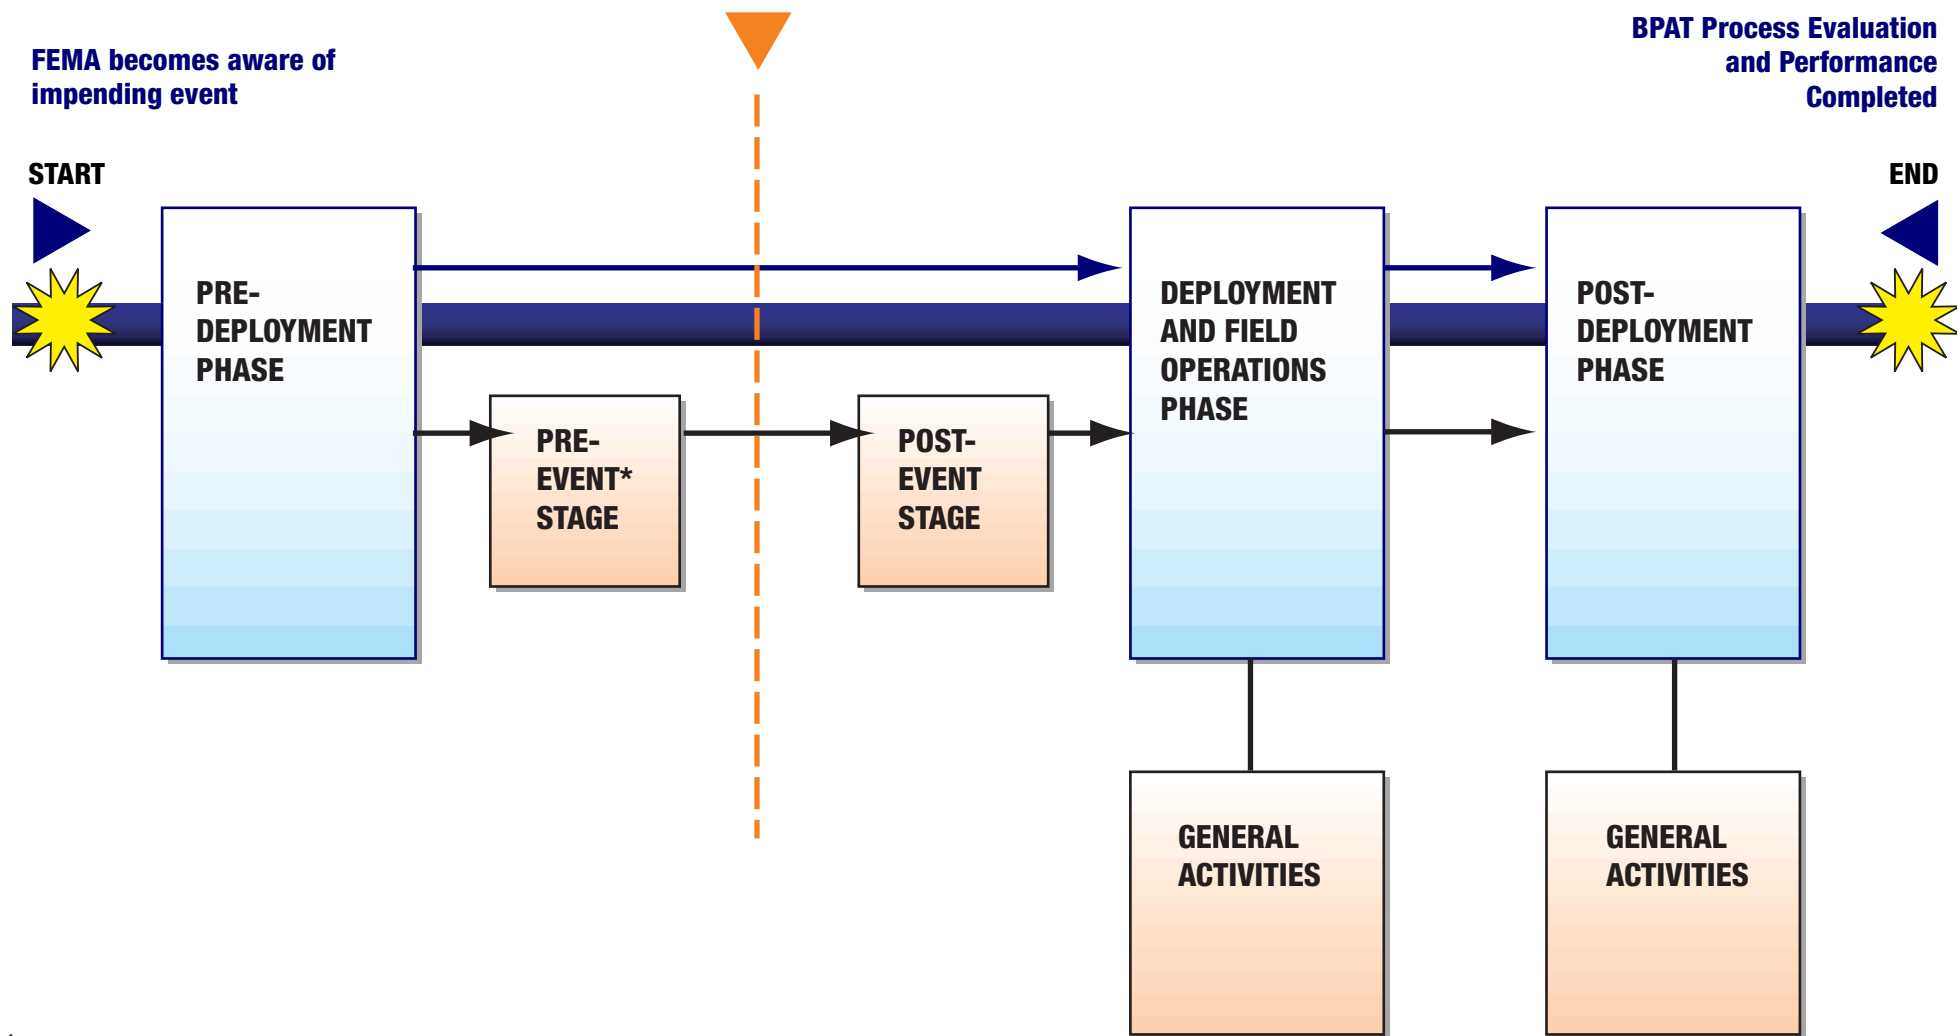 FEMA becomes aware of
impending event
BPAT Process Evaluation
and Performance
Completed
START
END
PRE-
DEPLOYMENT
PHASE
DEPLOYMENT
AND FIELD
OPERATIONS
PHASE
POST-
DEPLOYMENT
PHASE
PRE-
EVENT*
STAGE
POST-
EVENT
STAGE
GENERAL
ACTIVITIES
GENERAL
ACTIVITIES